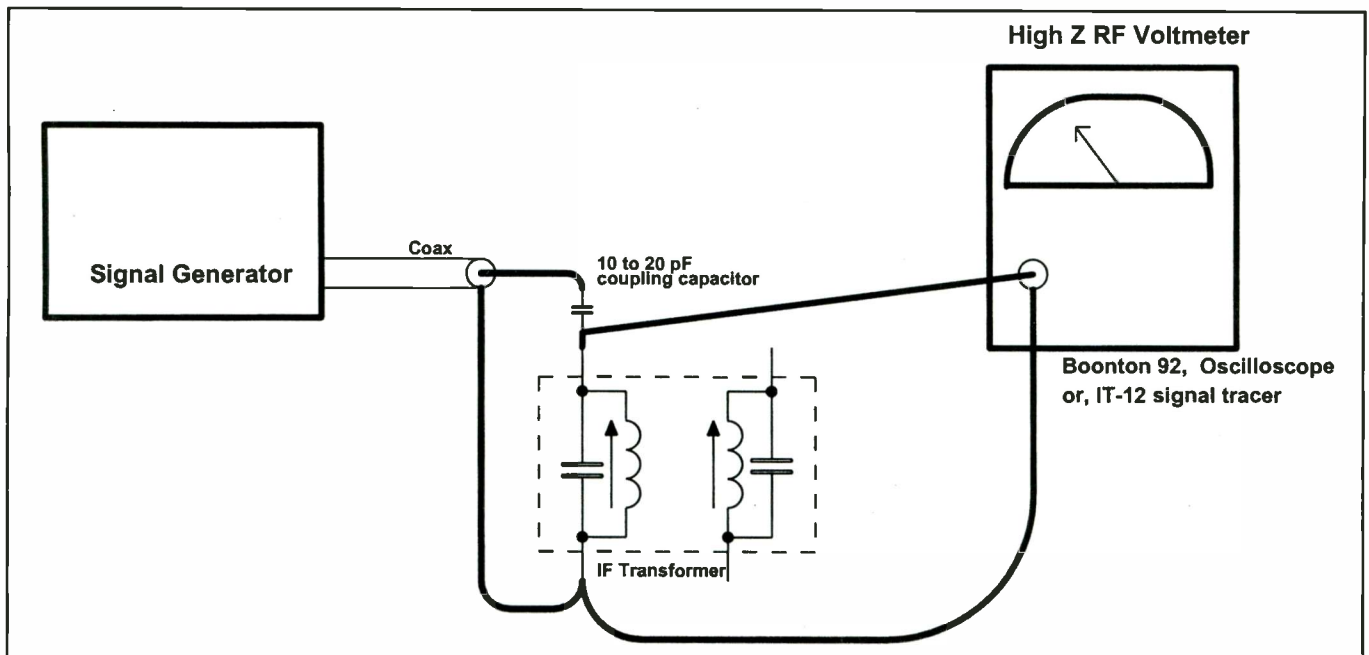 High Z RF Voltmeter
Signal Generator
Coax
10 to 20 pF
coupling capacitor
Boonton 92, Oscilloscope
or, IT-12 signal tracer
IF Transformer